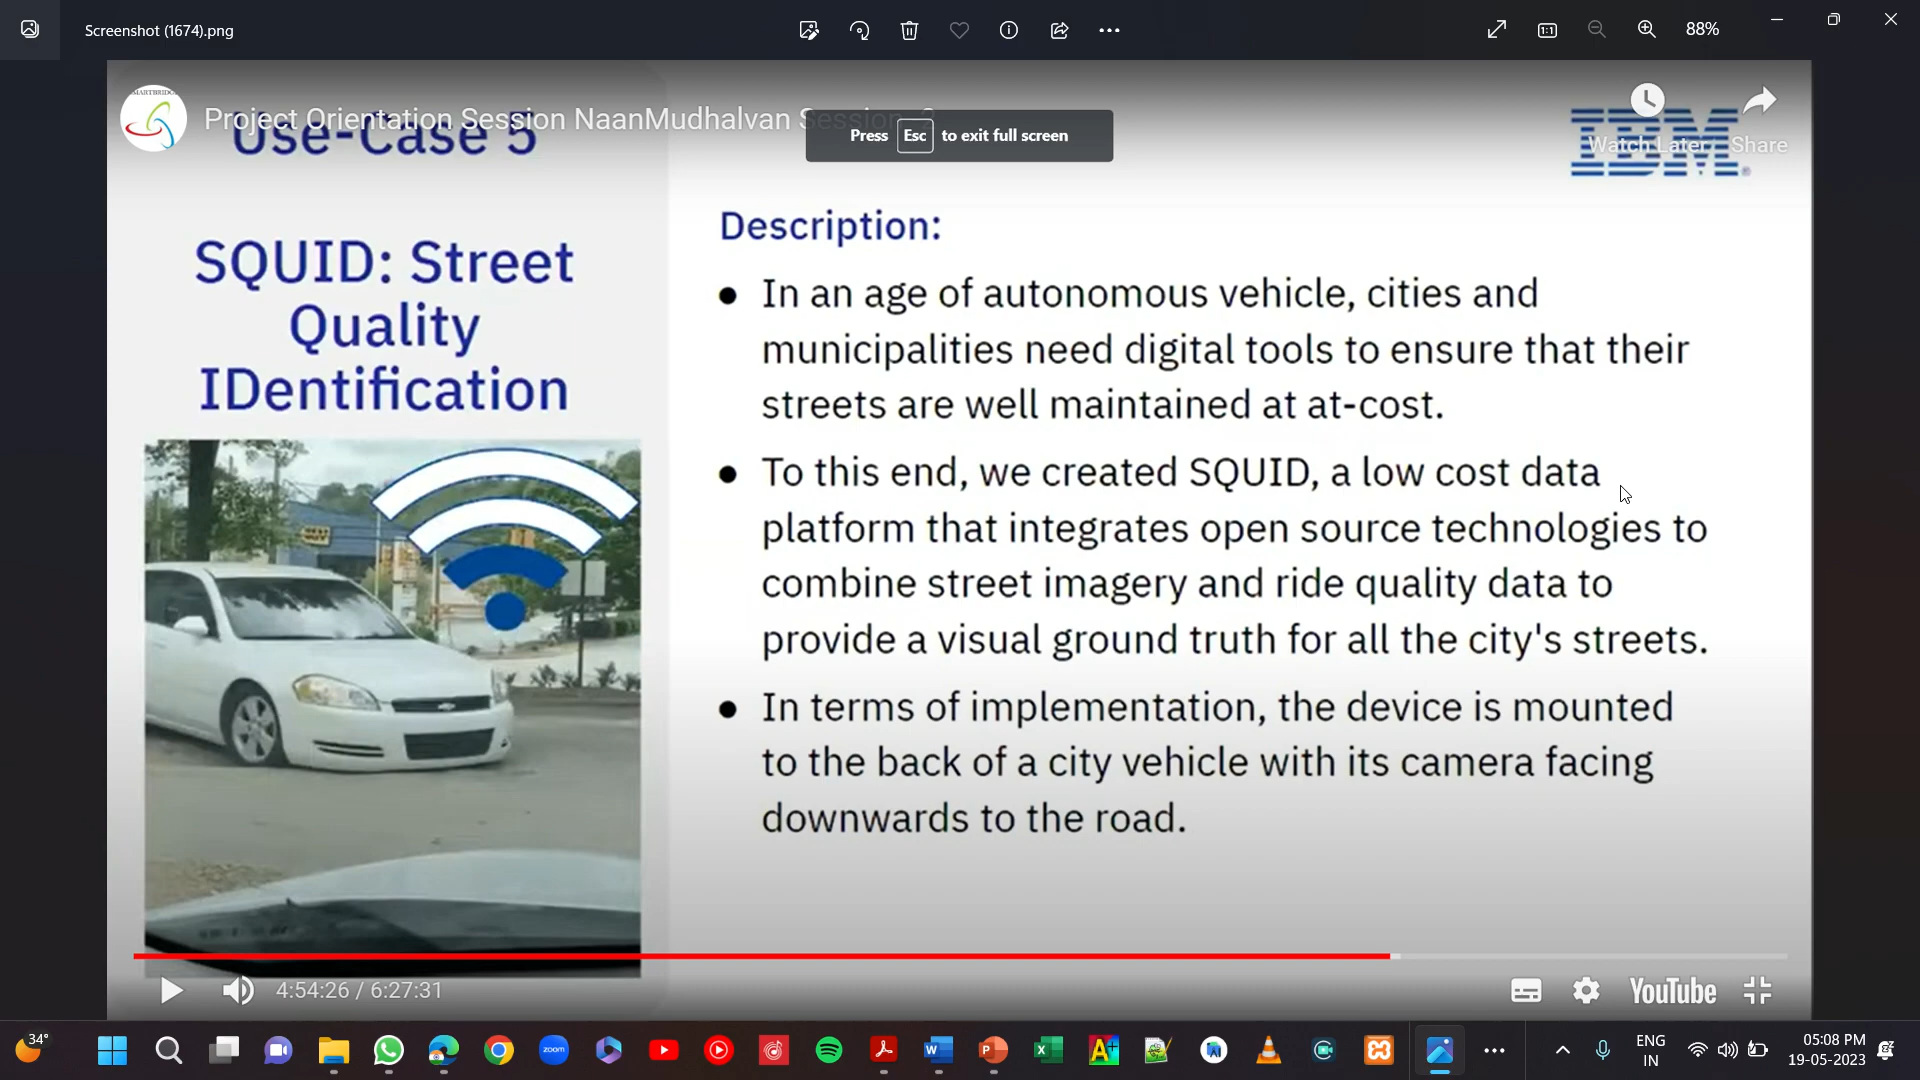 Screenshot (1674).png
88%
Project Orientation Session NaanMudhalvan
Use-Case 5
Press Esc to exit full screen
IBM
Watch Later
Share
SQUID: Street
Quality
IDentification
Description:
● In an age of autonomous vehicle, cities and
municipalities need digital tools to ensure that their
streets are well maintained at at-cost.
● To this end, we created SQUID, a low cost data
platform that integrates open source technologies to
combine street imagery and ride quality data to
provide a visual ground truth for all the city's streets.
● In terms of implementation, the device is mounted
to the back of a city vehicle with its camera facing
downwards to the road.
4:54:26 / 6:27:31
YouTube
34°
zoom
ENG
IN
05:08 PM
19-05-2023